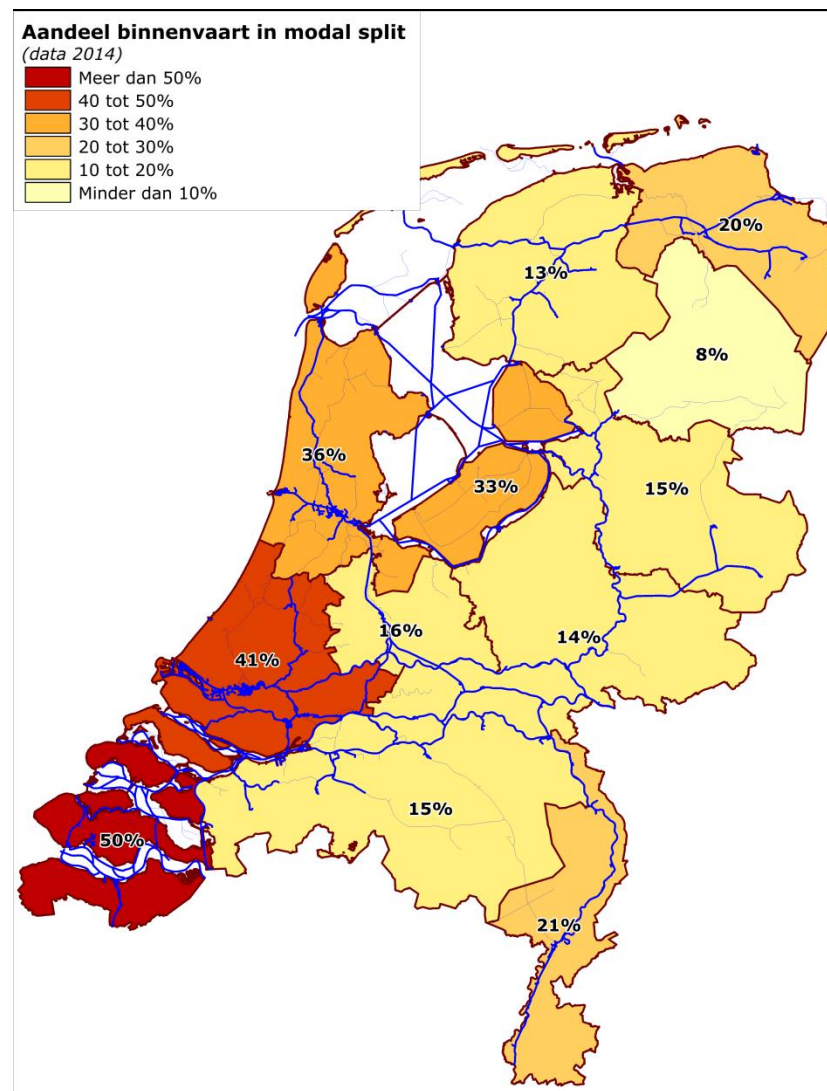 Aandeel binnenvaart in modal split
(data 2014)
Meer dan 50%
40 tot 50%
30 tot 40%
20 tot 30%
10 tot 20%
Minder dan 10%
20%
13%
8%
36%
33%
15%
16%
14%
41%
15%
50%
21%